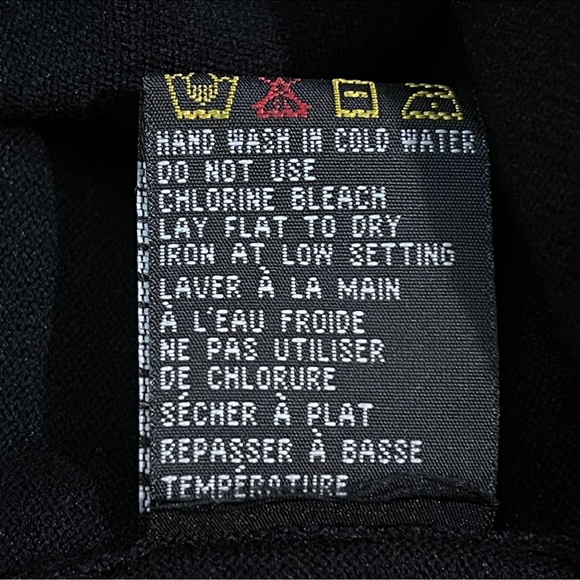 HAND WASH IN COLD WATER
DO NOT USE
CHLORINE BLEACH
LAY FLAT TO DRY
IRON AT LOW SETTING
LAVER À LA MAIN
À L'EAU FROIDE
NE PAS UTILISER
DE CHLORURE
SÉCHER À PLAT
REPASSER À BASSE
TEMPÉRATURE